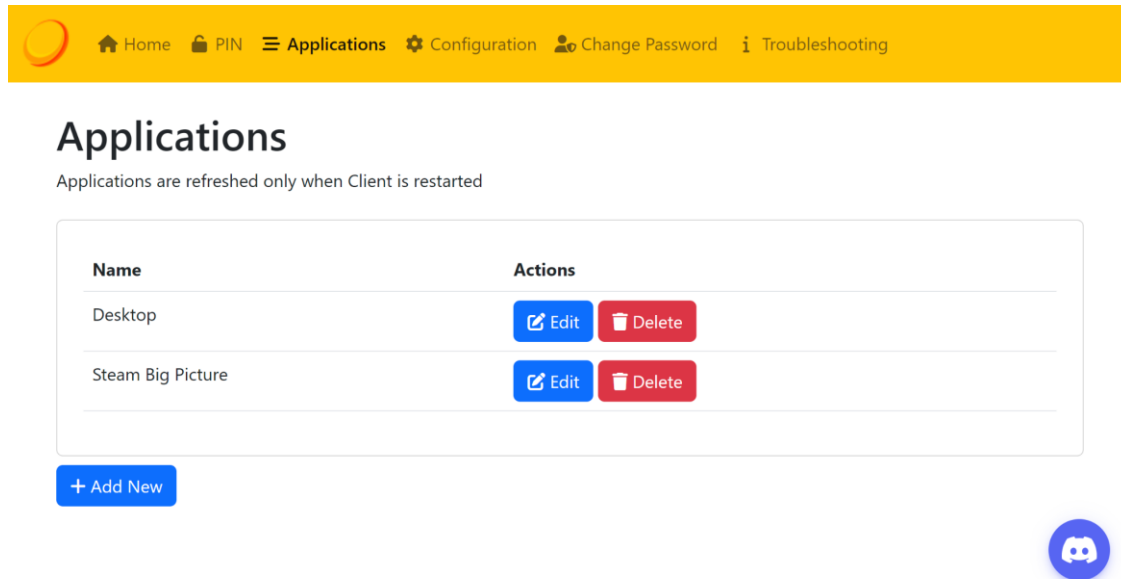 Home PIN Applications Configuration Change Password Troubleshooting
Applications
Applications are refreshed only when Client is restarted
Name Actions
Desktop Edit Delete
Steam Big Picture Edit Delete
+ Add New